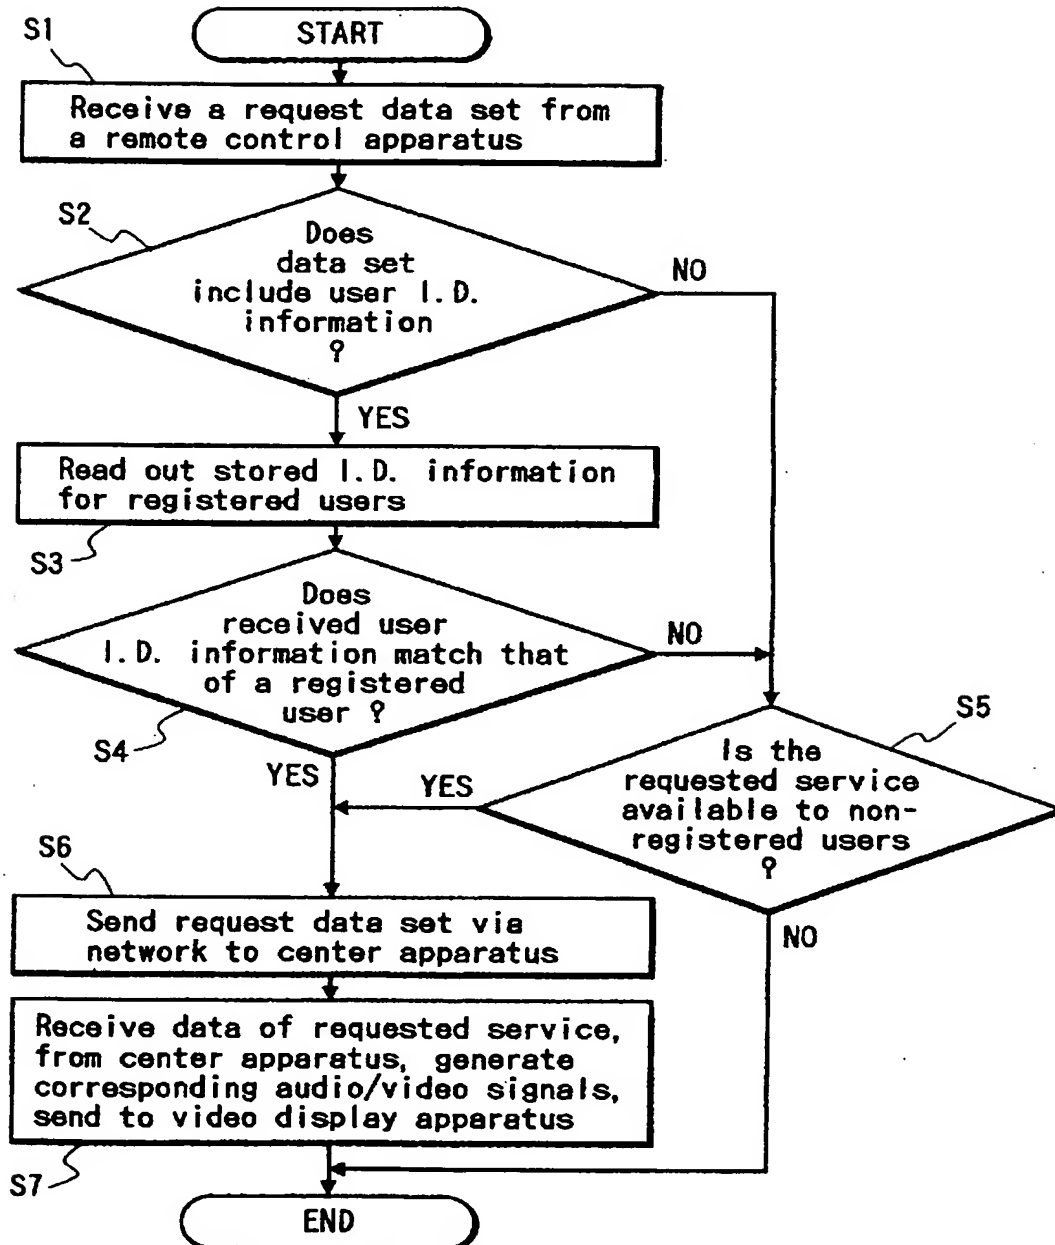 S1
START
Receive a request data set from
a remote control apparatus
S2
Does
data set
include user I.D.
information
?
NO
YES
Read out stored I.D. information
for registered users
S3
Does
received user
I.D. information match that
of a registered
user ?
NO
S4
YES
S5
Is the
requested service
available to non-
registered users
?
YES
NO
S6
Send request data set via
network to center apparatus
Receive data of requested service,
from center apparatus, generate
corresponding audio/video signals,
send to video display apparatus
S7
END